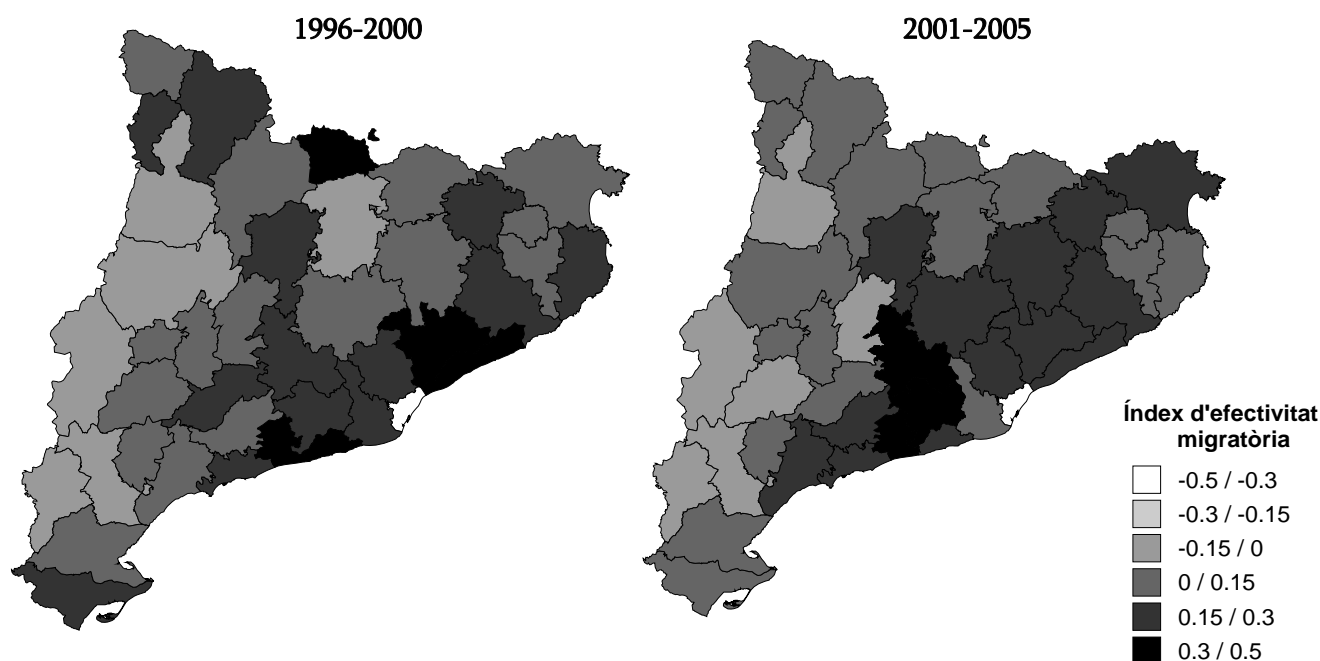 1996-2000
2001-2005
Índex d'efectivitat
migratòria
-0.5 / -0.3
-0.3 / -0.15
-0.15 / 0
0 / 0.15
0.15 / 0.3
0.3 / 0.5